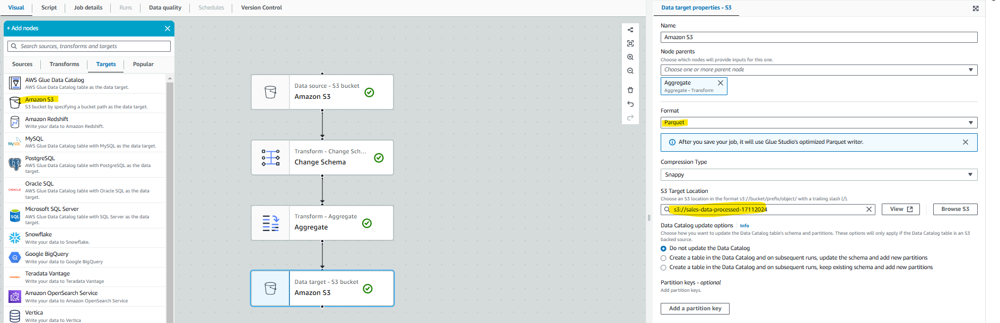 Visual
Script
Job details
Runs
Data quality
Schedules
Version Control
+ Add nodes
Search sources, transforms and targets
Sources
Transforms
Targets
Popular
AWS Glue Data Catalog
AWS Glue Data Catalog table as the data target.
Amazon S3
S3 bucket by specifying a bucket path as the data target.
Amazon Redshift
Write your data to Amazon Redshift.
MySQL
MySQL
AWS Glue Data Catalog table with MySQL as the data target.
PostgreSQL
AWS Glue Data Catalog table with PostgreSQL as the data
target.
Oracle SQL
ORACLE
AWS Glue Data Catalog table with Oracle SQL as the data
target.
Microsoft SQL Server
SQL
AWS Glue Data Catalog table with SQL Server as the data
target.
Snowflake
Write your data to Snowflake.
Google BigQuery
Write your data to Google BigQuery
Teradata Vantage
teradata.
Write your data to Teradata Vantage
Amazon OpenSearch Service
Write your data to Amazon OpenSearch Service
Vertica
Write your data to Vertica
Data source - S3 bucket
Amazon S3
Transform - Change Sch...
Change Schema
Transform - Aggregate
Aggregate
Data target - S3 bucket
Amazon S3
Data target properties - S3
Name
Amazon S3
Node parents
Choose which nodes will provide inputs for this one.
Choose one or more parent node
Aggregate
Aggregate - Transform
Format
Parquet
After you save your job, it will use Glue Studio's optimized Parquet writer.
Compression Type
Snappy
S3 Target Location
Choose an S3 location in the format s3://bucket/prefix/object/ with a trailing slash (/).
s3://sales-data-processed-17112024
View
Browse S3
Data Catalog update options
Info
Choose how you want to update the Data Catalog table's schema and partitions. These options will only apply if the Data Catalog table is an S3
backed source.
Do not update the Data Catalog
Create a table in the Data Catalog and on subsequent runs, update the schema and add new partitions
Create a table in the Data Catalog and on subsequent runs, keep existing schema and add new partitions
Partition keys - optional
Add partition keys.
Add a partition key